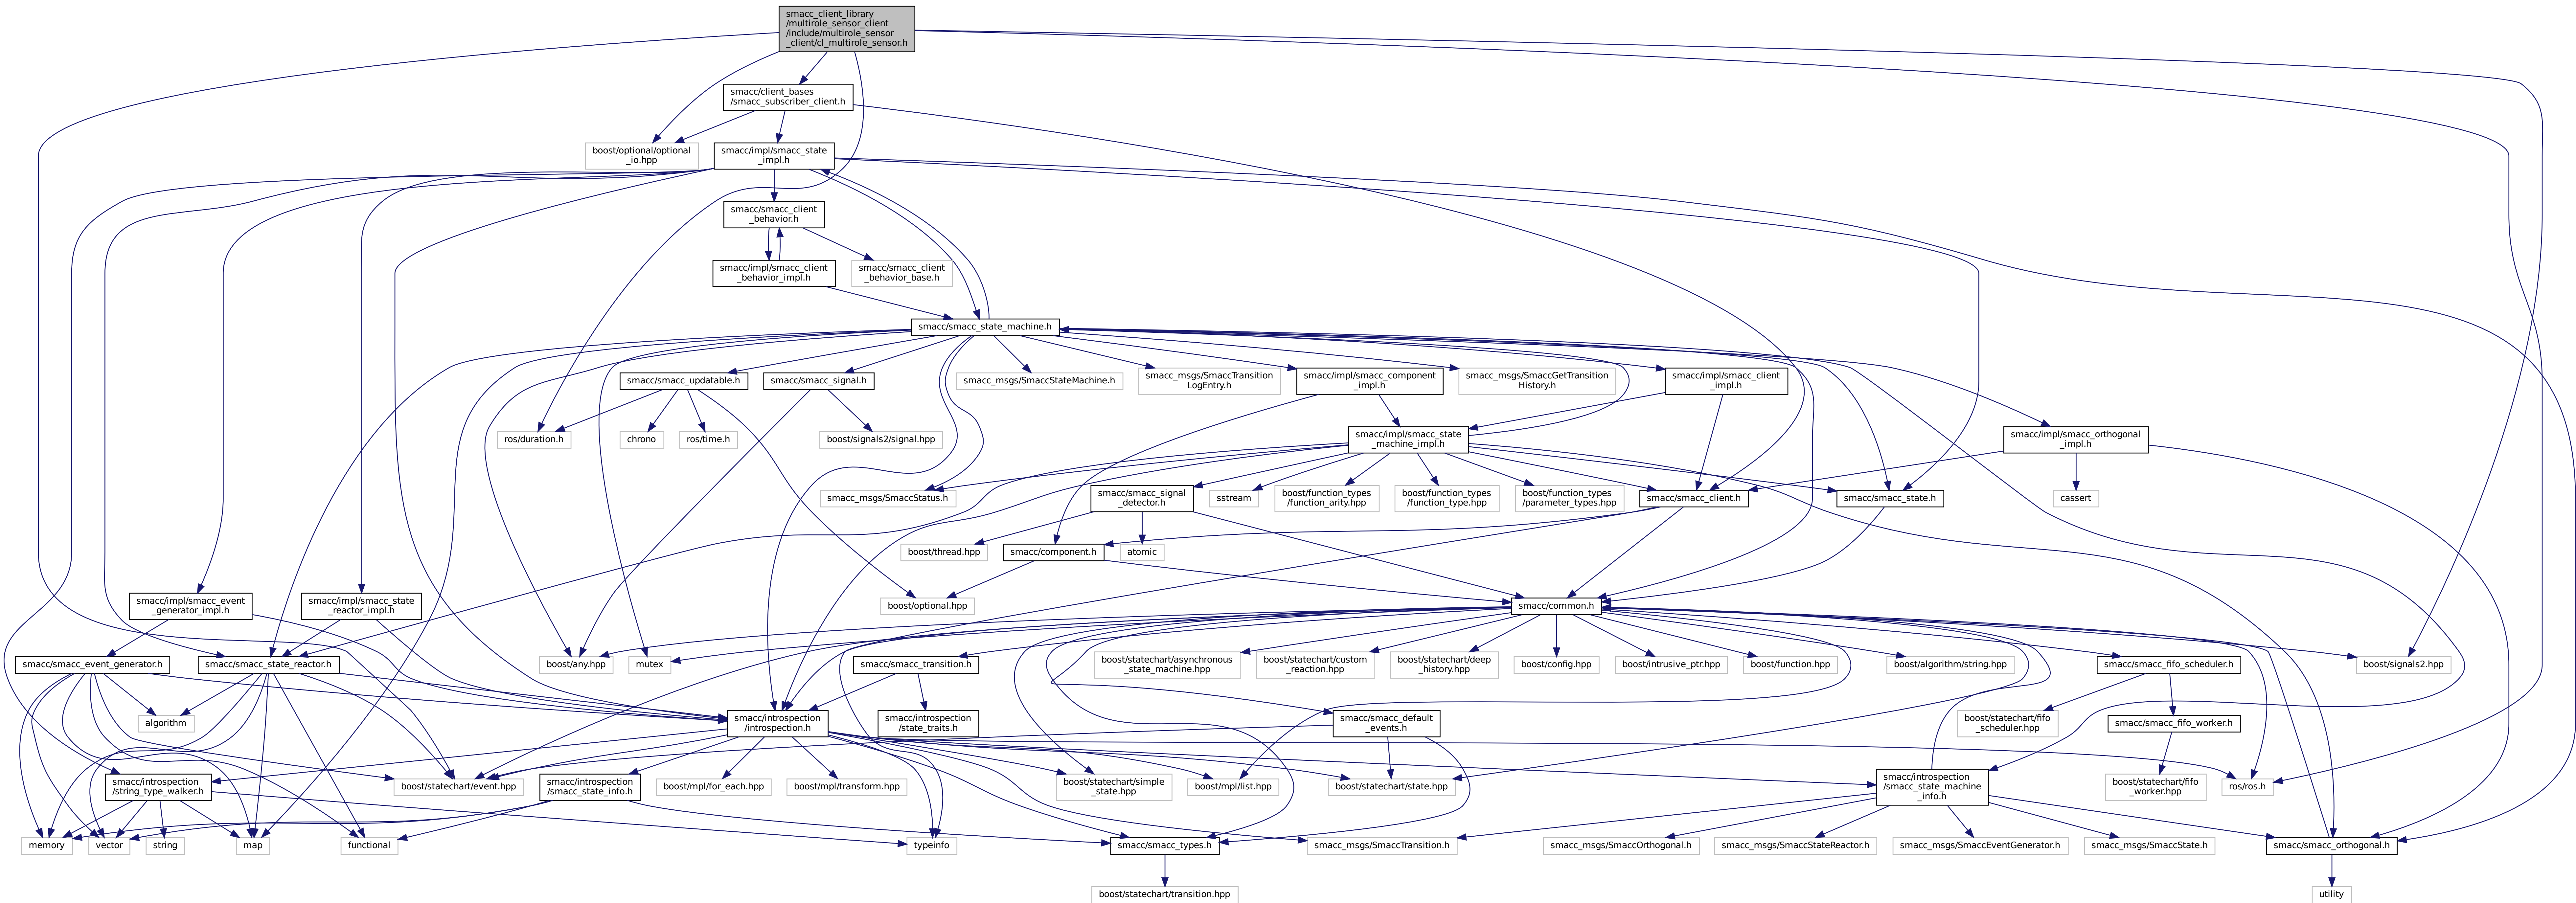 smacc_client_library
/multirole_sensor_client
/include/multirole_sensor
_client/cl_multirole_sensor.h
smacc/client_bases
/smacc_subscriber_client.h
boost/optional/optional
_io.hpp
smacc/impl/smacc_state
_impl.h
smacc/smacc_client
_behavior.h
smacc/impl/smacc_client
_behavior_impl.h
smacc/smacc_client
_behavior_base.h
smacc/smacc_state_machine.h
smacc/smacc_updatable.h
smacc/smacc_signal.h
smacc_msgs/SmaccStateMachine.h
smacc_msgs/SmaccTransition
LogEntry.h
smacc/impl/smacc_component
_impl.h
smacc_msgs/SmaccGetTransition
History.h
smacc/impl/smacc_client
_impl.h
ros/duration.h
chrono
ros/time.h
boost/signals2/signal.hpp
smacc/impl/smacc_state
_machine_impl.h
smacc/impl/smacc_orthogonal
_impl.h
smacc_msgs/SmaccStatus.h
smacc/smacc_signal
_detector.h
sstream
boost/function_types
/function_arity.hpp
boost/function_types
/function_type.hpp
boost/function_types
/parameter_types.hpp
smacc/smacc_client.h
smacc/smacc_state.h
cassert
boost/thread.hpp
smacc/component.h
atomic
smacc/impl/smacc_event
_generator_impl.h
smacc/impl/smacc_state
_reactor_impl.h
boost/optional.hpp
smacc/common.h
smacc/smacc_event_generator.h
smacc/smacc_state_reactor.h
boost/any.hpp
mutex
smacc/smacc_transition.h
boost/statechart/asynchronous
_state_machine.hpp
boost/statechart/custom
_reaction.hpp
boost/statechart/deep
_history.hpp
boost/config.hpp
boost/intrusive_ptr.hpp
boost/function.hpp
boost/algorithm/string.hpp
smacc/smacc_fifo_scheduler.h
boost/signals2.hpp
algorithm
smacc/introspection
/introspection.h
smacc/introspection
/state_traits.h
smacc/smacc_default
_events.h
boost/statechart/fifo
_scheduler.hpp
smacc/smacc_fifo_worker.h
smacc/introspection
/string_type_walker.h
boost/statechart/event.hpp
smacc/introspection
/smacc_state_info.h
boost/mpl/for_each.hpp
boost/mpl/transform.hpp
boost/statechart/simple
_state.hpp
boost/mpl/list.hpp
boost/statechart/state.hpp
smacc/introspection
/smacc_state_machine
_info.h
boost/statechart/fifo
_worker.hpp
ros/ros.h
memory
vector
string
map
functional
typeinfo
smacc/smacc_types.h
smacc_msgs/SmaccTransition.h
smacc_msgs/SmaccOrthogonal.h
smacc_msgs/SmaccStateReactor.h
smacc_msgs/SmaccEventGenerator.h
smacc_msgs/SmaccState.h
smacc/smacc_orthogonal.h
boost/statechart/transition.hpp
utility